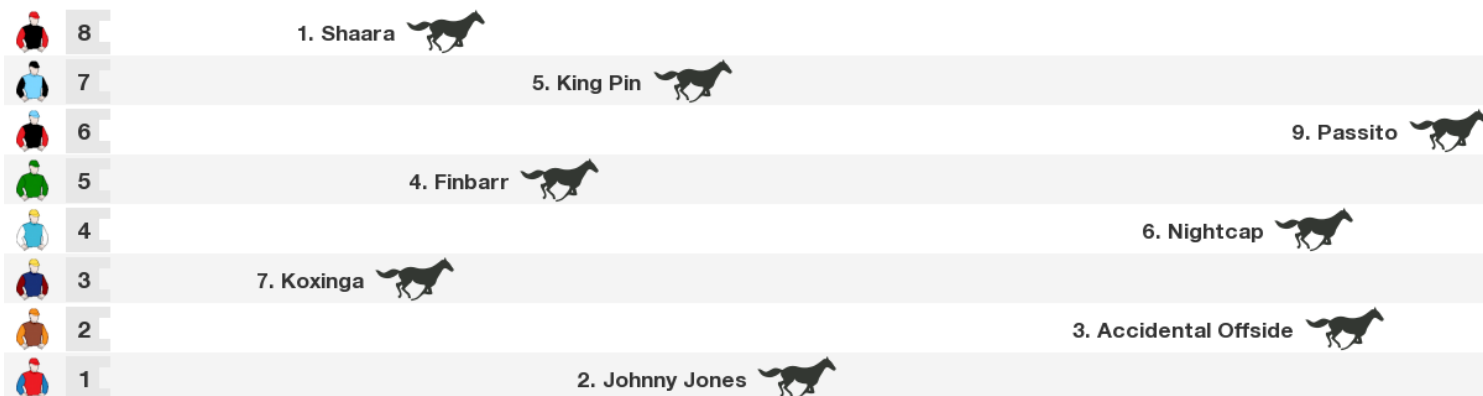 8 1. Shaara
7 5. King Pin
6 9. Passito
5 4. Finbarr
4 6. Nightcap
3 7. Koxinga
2 3. Accidental Offside
1 2. Johnny Jones